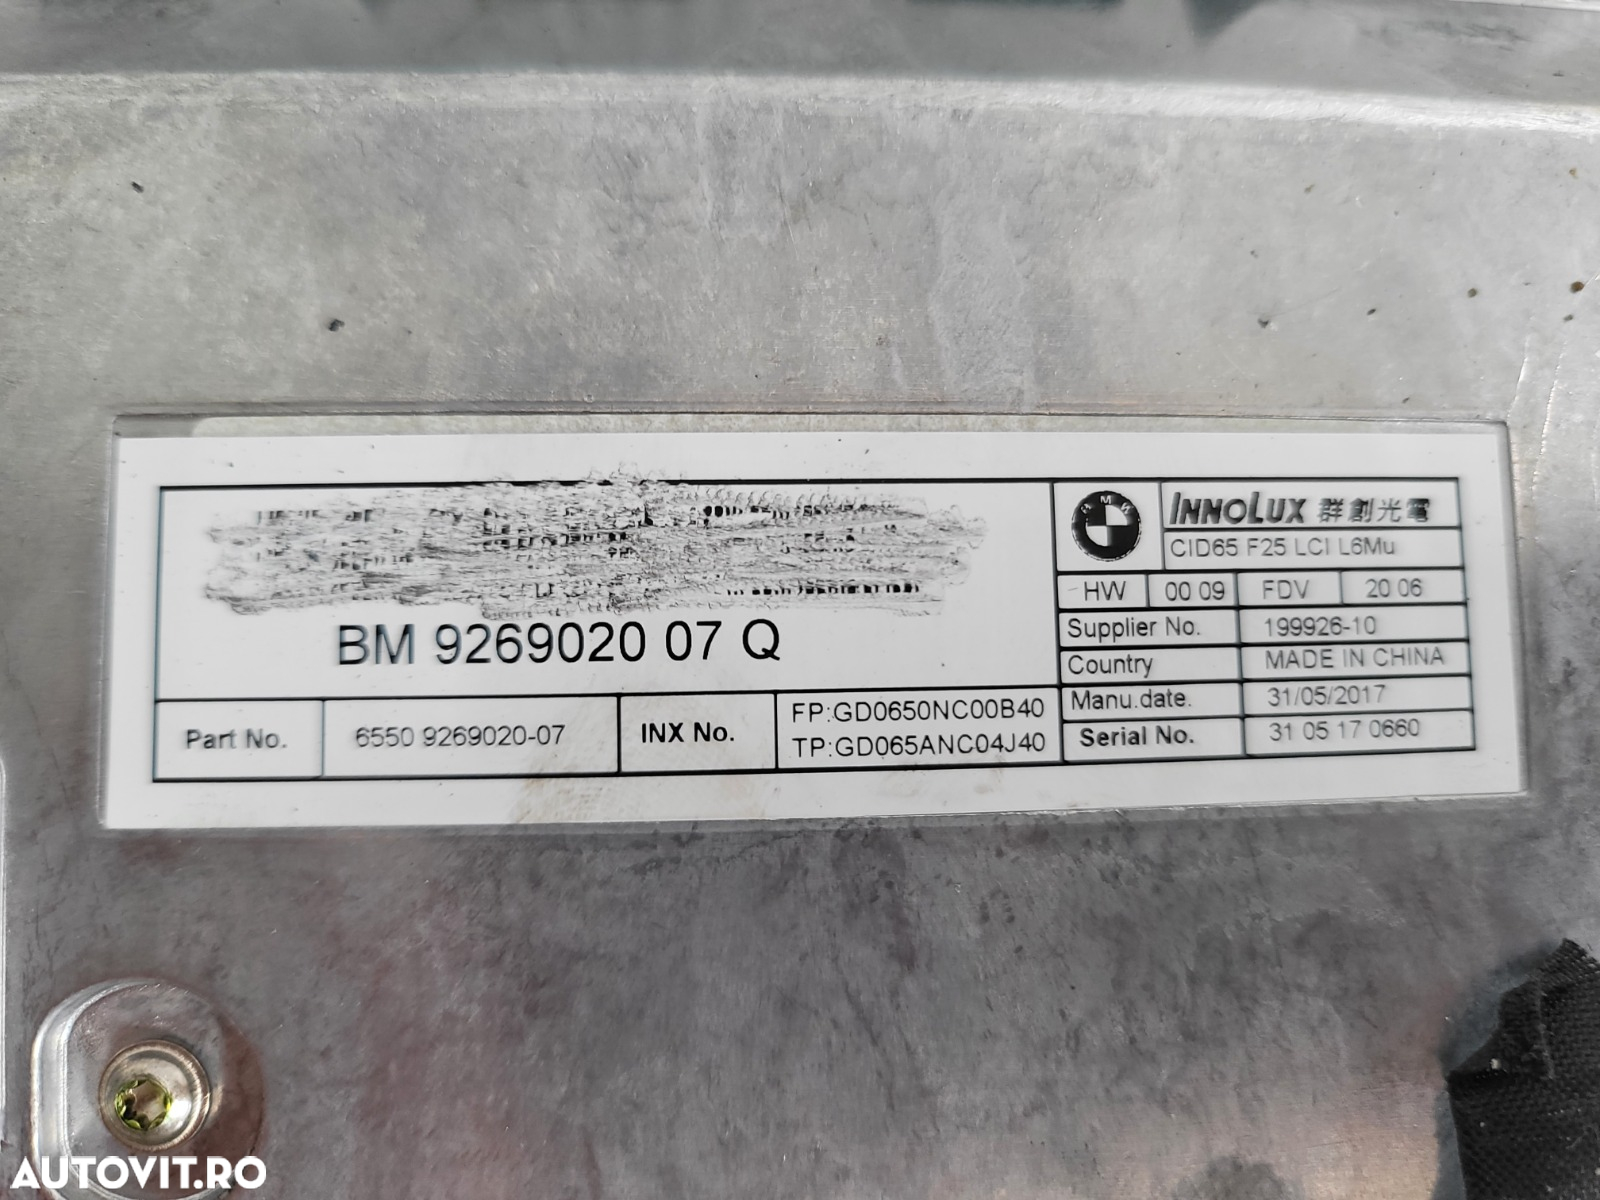 BM 9269020 07 Q
Part No.
6550 9269020-07
INX No.
FP:GD0650NC00B40
TP:GD065ANC04J40
BMW
INNOLUX 群創光電
CID65 F25 LCI L6Mu
HW 00 09 FDV 20 06
Supplier No. 199926-10
Country MADE IN CHINA
Manu.date. 31/05/2017
Serial No. 31 05 17 0660
AUTOVIT.RO